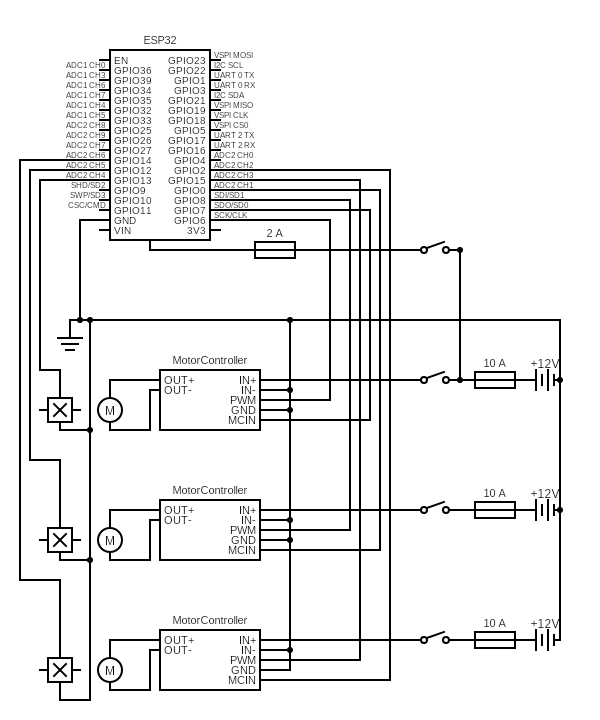 ESP32
EN GPIO23 VSPI MOSI
ADC1 CH0 GPIO36 GPIO22 I2C SCL
ADC1 CH3 GPIO39 GPIO1 UART 0 TX
ADC1 CH6 GPIO34 GPIO3 UART 0 RX
ADC1 CH7 GPIO35 GPIO21 I2C SDA
ADC1 CH4 GPIO32 GPIO19 VSPI MISO
ADC1 CH5 GPIO33 GPIO18 VSPI CLK
ADC2 CH8 GPIO25 GPIO5 VSPI CS0
ADC2 CH9 GPIO26 GPIO17 UART 2 TX
ADC2 CH7 GPIO27 GPIO16 UART 2 RX
ADC2 CH6 GPIO14 GPIO4 ADC2 CH0
ADC2 CH5 GPIO12 GPIO2 ADC2 CH2
ADC2 CH4 GPIO13 GPIO15 ADC2 CH3
SHD/SD2 GPIO9 GPIO0 ADC2 CH1
SWP/SD3 GPIO10 GPIO8 SDI/SD1
CSC/CMD GPIO11 GPIO7 SDO/SD0
GND GPIO6 SCK/CLK
VIN 3V3
2 A
MotorController
10 A +12V
OUT+ IN+
OUT- IN-
PWM
M GND
MCIN
MotorController
10 A +12V
OUT+ IN+
OUT- IN-
PWM
M GND
MCIN
MotorController
10 A +12V
OUT+ IN+
OUT- IN-
PWM
M GND
MCIN